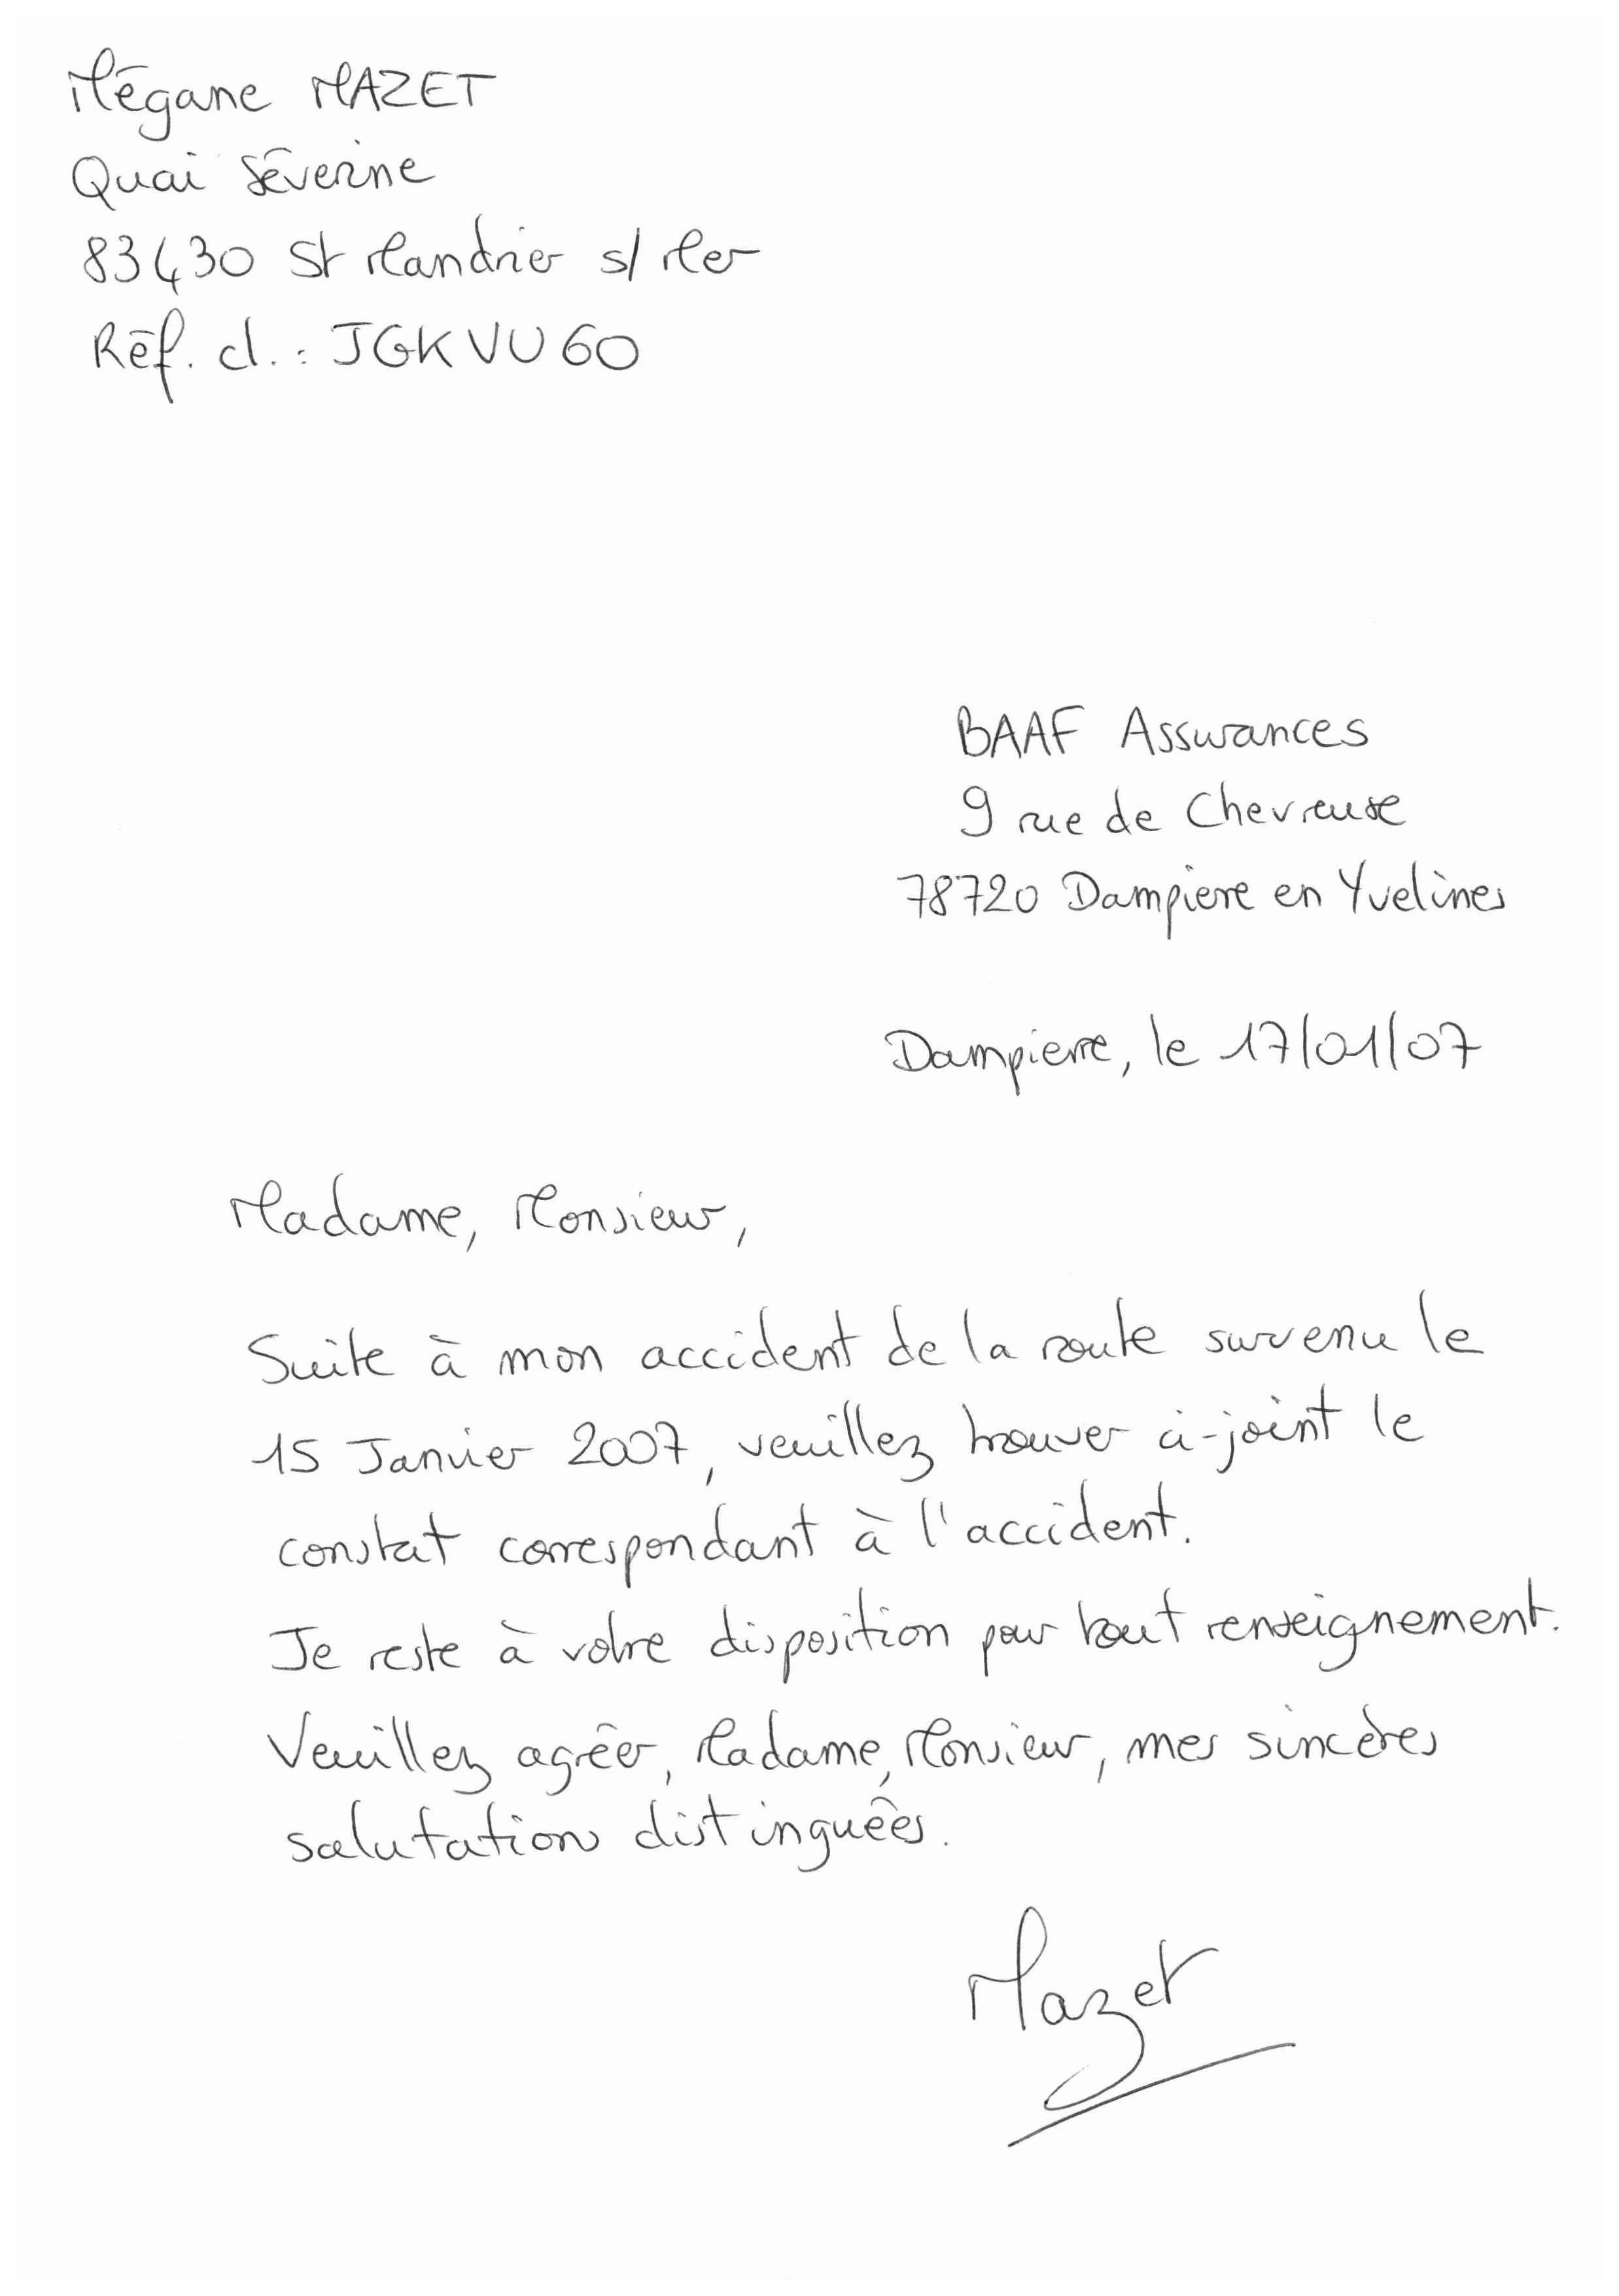 Mégane MAZET
Quai Séverine
83430 St Mandrier s/ Mer
Réf. cl. : JGKVU60
BAAF Assurances
9 rue de Chevreuse
78720 Dampierre en Yvelines
Dampierre, le 17/01/07
Madame, Monsieur,
Suite à mon accident de la route survenu le
15 Janvier 2007, veuillez trouver ci-joint le
constat correspondant à l'accident.
Je reste à votre disposition pour tout renseignement.
Veuillez agréer, Madame, Monsieur, mes sincères
salutations distinguées.
Mazet